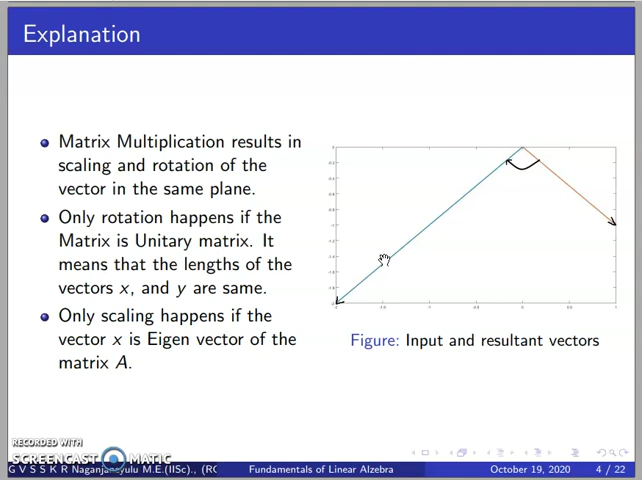 Explanation
Matrix Multiplication results in
scaling and rotation of the
vector in the same plane.
Only rotation happens if the
Matrix is Unitary matrix. It
means that the lengths of the
vectors x, and y are same.
Only scaling happens if the
vector x is Eigen vector of the
matrix A.
Figure: Input and resultant vectors
RECORDED WITH
SCREENCAST MATIC
G V S S K R Naganjaneyulu M.E.(IISc)., (RC
Fundamentals of Linear Alzebra
October 19, 2020
4 / 22